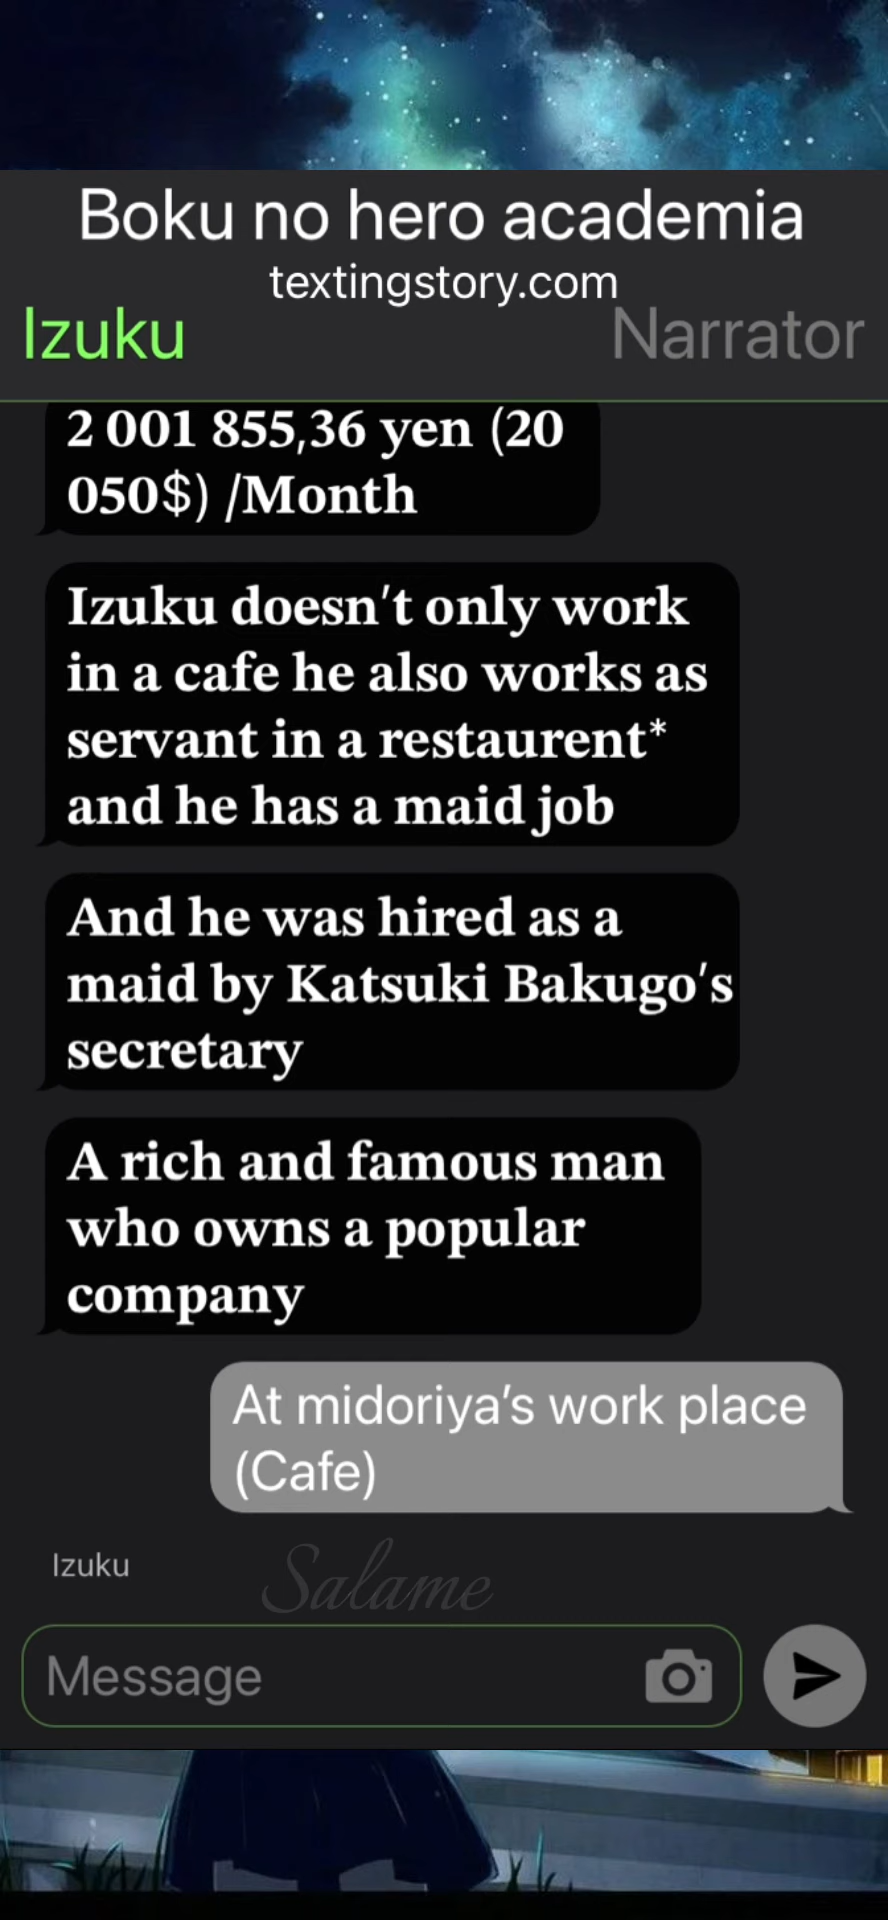 Boku no hero academia
textingstory.com
Izuku
Narrator
2 001 855,36 yen (20
050$) /Month
Izuku doesn't only work
in a cafe he also works as
servant in a restaurent*
and he has a maid job
And he was hired as a
maid by Katsuki Bakugo's
secretary
A rich and famous man
who owns a popular
company
At midoriya's work place
(Cafe)
Izuku
Salame
Message